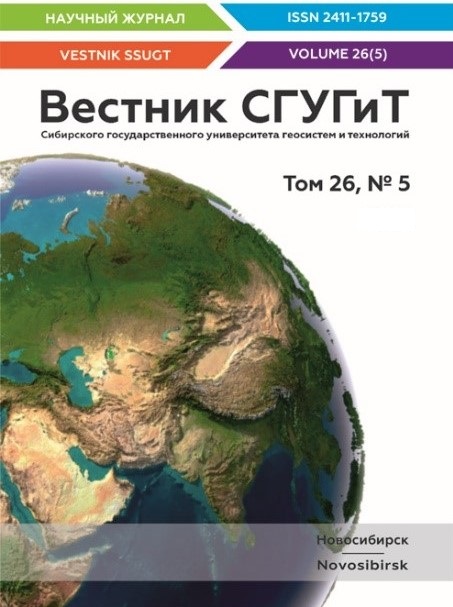 НАУЧНЫЙ ЖУРНАЛ
ISSN 2411-1759
VESTNIK SSUGT
VOLUME 26(5)
Вестник СГУГиТ
Сибирского государственного университета геосистем и технологий
Том 26, № 5
Новосибирск
Novosibirsk